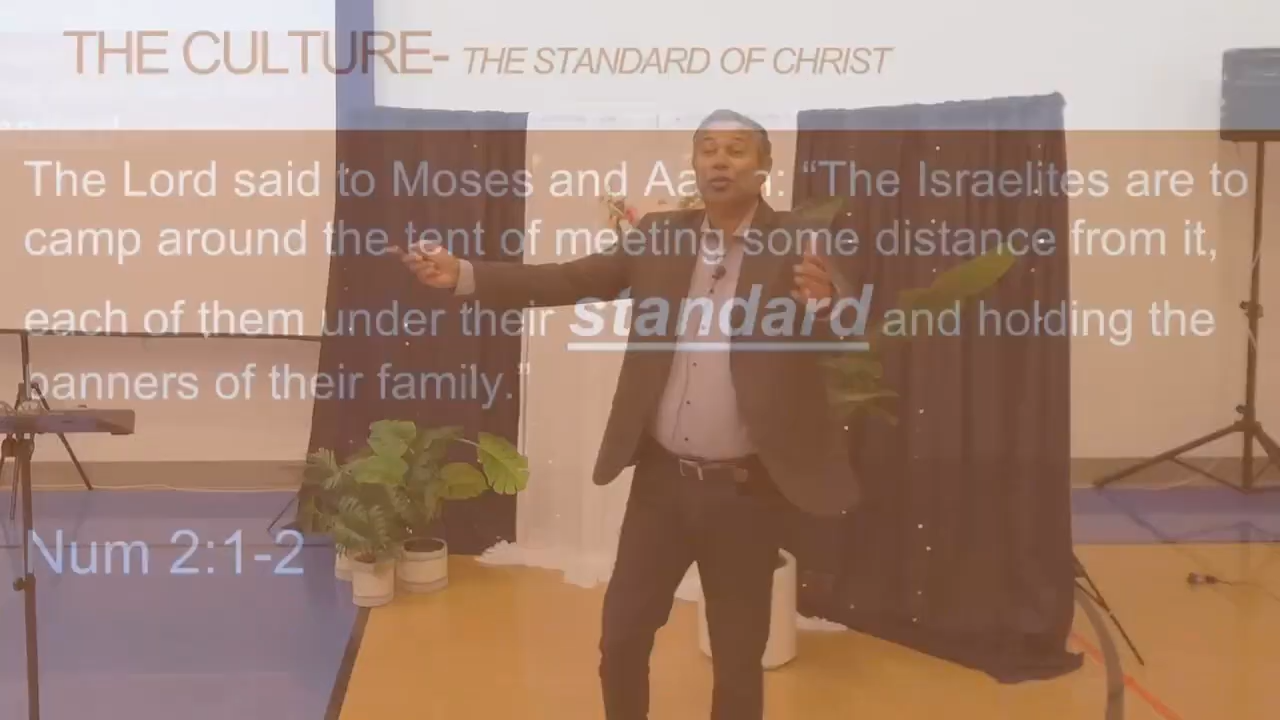 THE CULTURE- THE STANDARD OF CHRIST
The Lord said to Moses and Aaron: “The Israelites are to
camp around the tent of meeting some distance from it,
each of them under their standard and holding the
banners of their family.”
Num 2:1-2